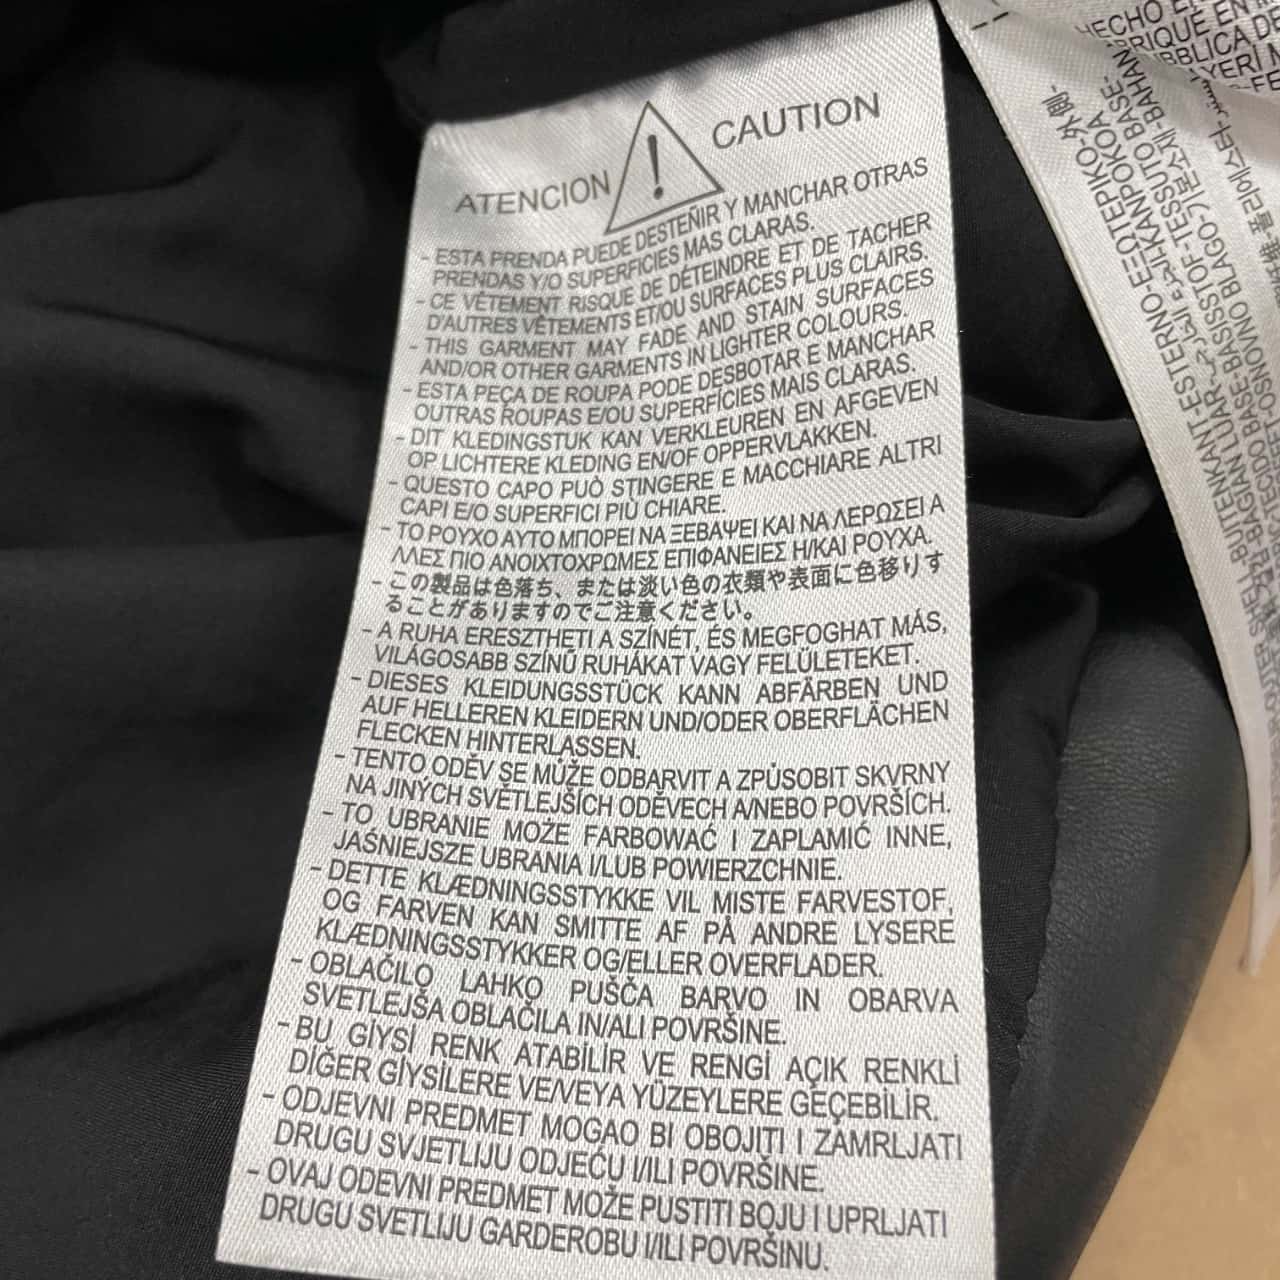 ATENCION ! CAUTION
- ESTA PRENDA PUEDE DESTEÑIR Y MANCHAR OTRAS
PRENDAS Y/O SUPERFICIES MAS CLARAS.
- CE VÊTEMENT RISQUE DE DÉTEINDRE ET DE TACHER
D'AUTRES VÊTEMENTS ET/OU SURFACES PLUS CLAIRS.
- THIS GARMENT MAY FADE AND STAIN SURFACES
AND/OR OTHER GARMENTS IN LIGHTER COLOURS.
- ESTA PEÇA DE ROUPA PODE DESBOTAR E MANCHAR
OUTRAS ROUPAS E/OU SUPERFÍCIES MAIS CLARAS.
- DIT KLEDINGSTUK KAN VERKLEUREN EN AFGEVEN
OP LICHTERE KLEDING EN/OF OPPERVLAKKEN.
- QUESTO CAPO PUÒ STINGERE E MACCHIARE ALTRI
CAPI E/O SUPERFICI PIÙ CHIARE.
- ΤΟ ΡΟΥΧΟ ΑΥΤΟ ΜΠΟΡΕΙ ΝΑ ΞΕΒΑΨΕΙ ΚΑΙ ΝΑ ΛΕΡΩΣΕΙ Α
ΛΛΕΣ ΠΙΟ ΑΝΟΙΧΤΟΧΡΩΜΕΣ ΕΠΙΦΑΝΕΙΕΣ Η/ΚΑΙ ΡΟΥΧΑ.
- この製品は色落ち、または淡い色の衣類や表面に色移りす
ることがありますのでご注意ください。
- A RUHA ERESZTHETI A SZÍNÉT, ÉS MEGFOGHAT MÁS,
VILÁGOSABB SZÍNŰ RUHÁKAT VAGY FELÜLETEKET.
- DIESES KLEIDUNGSSTÜCK KANN ABFÄRBEN UND
AUF HELLEREN KLEIDERN UND/ODER OBERFLÄCHEN
FLECKEN HINTERLASSEN.
- TENTO ODĚV SE MŮŽE ODBARVIT A ZPŮSOBIT SKVRNY
NA JINÝCH SVĚTLEJŠÍCH ODĚVECH A/NEBO POVRŠÍCH.
- TO UBRANIE MOŻE FARBOWAĆ I ZAPLAMIĆ INNE,
JAŚNIEJSZE UBRANIA I/LUB POWIERZCHNIE.
- DETTE KLÆDNINGSSTYKKE VIL MISTE FARVESTOF,
OG FARVEN KAN SMITTE AF PÅ ANDRE LYSERE
KLÆDNINGSSTYKKER OG/ELLER OVERFLADER.
- OBLAČILO LAHKO PUŠČA BARVO IN OBARVA
SVETLEJŠA OBLAČILA IN/ALI POVRŠINE.
- BU GİYSİ RENK ATABİLİR VE RENGİ AÇIK RENKLİ
DİĞER GİYSİLERE VE/VEYA YÜZEYLERE GEÇEBİLİR.
- ODJEVNI PREDMET MOGAO BI OBOJITI I ZAMRLJATI
DRUGU SVJETLIJU ODJEĆU I/ILI POVRŠINE.
- OVAJ ODEVNI PREDMET MOŽE PUSTITI BOJU I UPRLJATI
DRUGU SVETLIJU GARDEROBU I/ILI POVRŠINU.
HECHO EN
SHELL-BUITENKANT-ESTERNO-ΕΞΩΤΕΡΙΚΟ-外側-